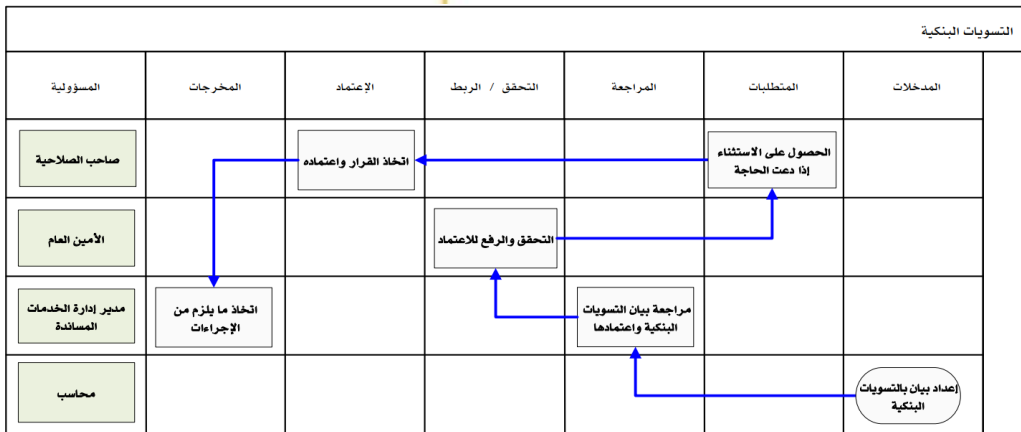 التسويات البنكية
المدخلات
المتطلبات
المراجعة
التحقق / الربط
الإعتماد
المخرجات
المسؤولية
الحصول على الاستثناء
إذا دعت الحاجة
اتخاذ القرار واعتماده
صاحب الصلاحية
التحقق والرفع للاعتماد
الأمين العام
مراجعة بيان التسويات
البنكية واعتمادها
اتخاذ ما يلزم من
الإجراءات
مدير إدارة الخدمات
المساندة
إعداد بيان بالتسويات
البنكية
محاسب